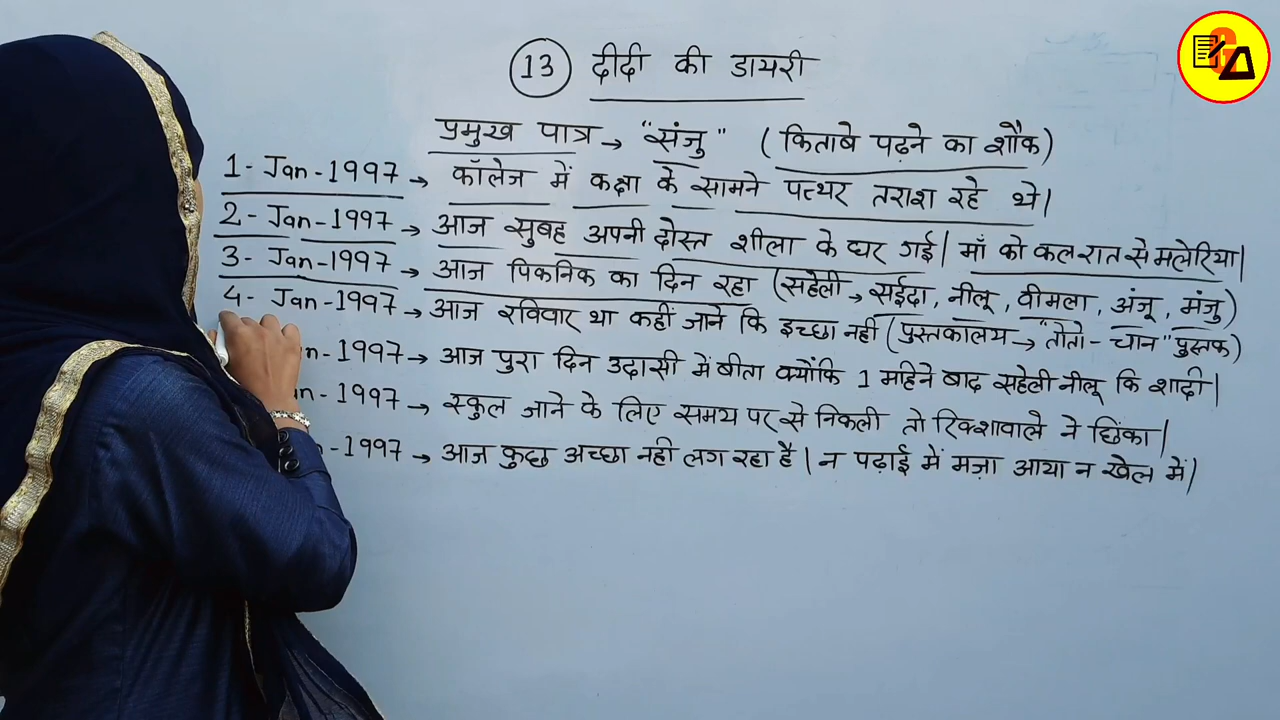 13 दीदी की डायरी
प्रमुख पात्र → "संजु" (किताबे पढ़ने का शौक)
1 - Jan - 1997 → कॉलेज में कक्षा के सामने पत्थर तराश रहे थे।
2 - Jan - 1997 → आज सुबह अपनी दोस्त शीला के घर गई। माँ को कल रात से मलेरिया।
3 - Jan - 1997 → आज पिकनिक का दिन रहा (सहेली → सईदा, नीलू, वीमला, अंजू, मंजु)
4 - Jan - 1997 → आज रविवार था कहीं जाने कि इच्छा नहीं (पुस्तकालय → "तोतो - चान" पुस्तक)
an - 1997 → आज पुरा दिन उदासी में बीता क्योंकि 1 महिने बाद सहेली नीलू कि शादी।
an - 1997 → स्कुल जाने के लिए समय पर से निकली तो रिक्शावाले ने छिंका।
n - 1997 → आज कुछ अच्छा नही लग रहा है। न पढ़ाई में मज़ा आया न खेल में।